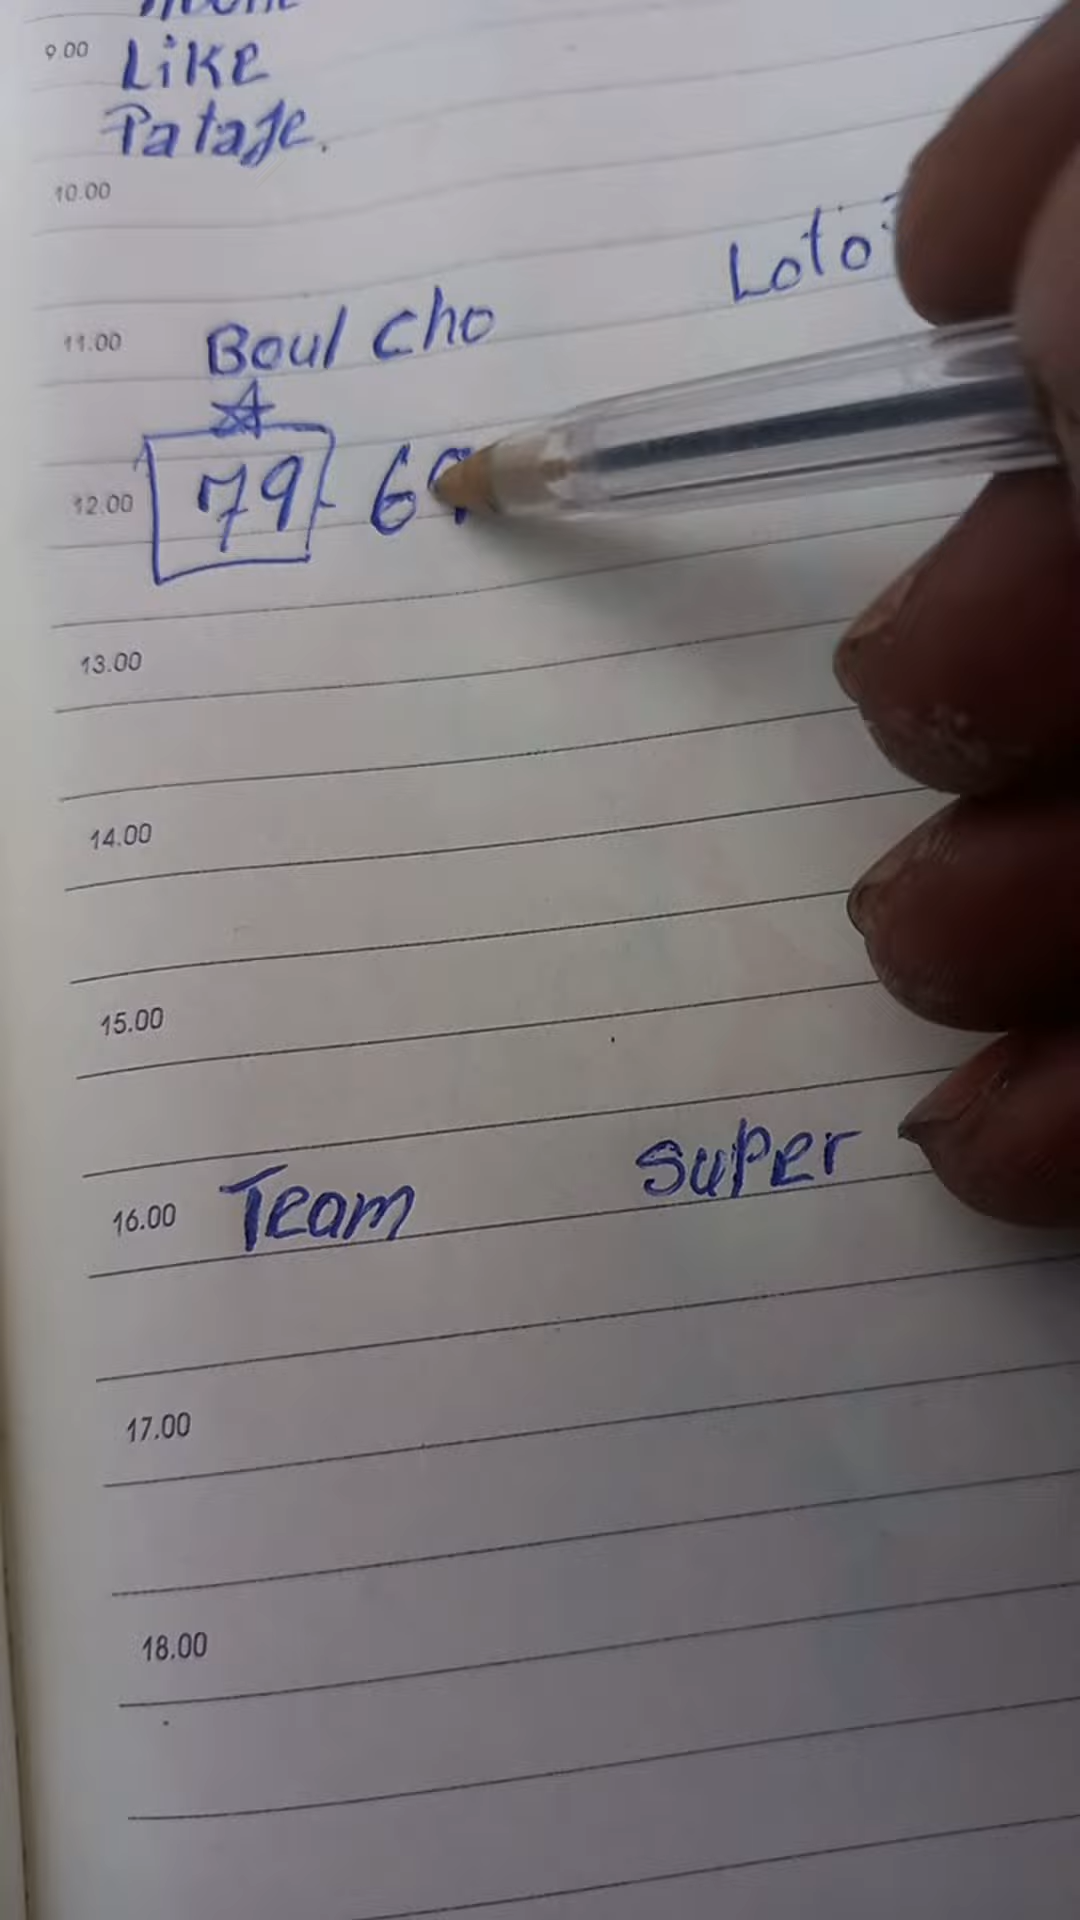 9.00 Like
Pataje.
10.00
Loto
11.00 Boul cho
12.00 79 - 69
13.00
14.00
15.00
16.00 Team Super
17.00
18.00